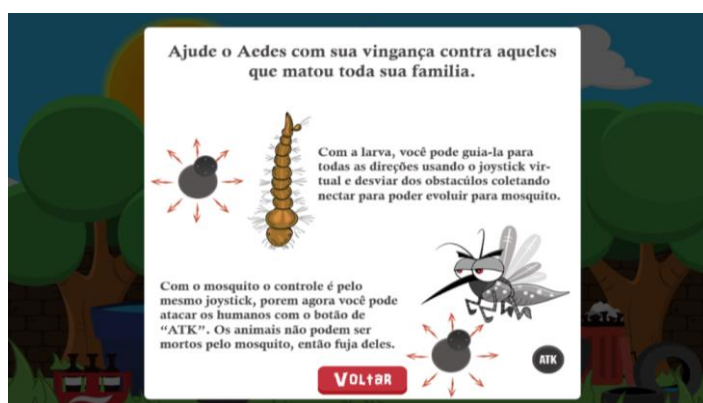 Ajude o Aedes com sua vingança contra aqueles
que matou toda sua familia.
Com a larva, você pode guia-la para
todas as direções usando o joystick vir-
tual e desviar dos obstacúlos coletando
nectar para poder evoluir para mosquito.
Com o mosquito o controle é pelo
mesmo joystick, porem agora você pode
atacar os humanos com o botão de
“ATK”. Os animais não podem ser
mortos pelo mosquito, então fuja deles.
ATK
VOLTAR